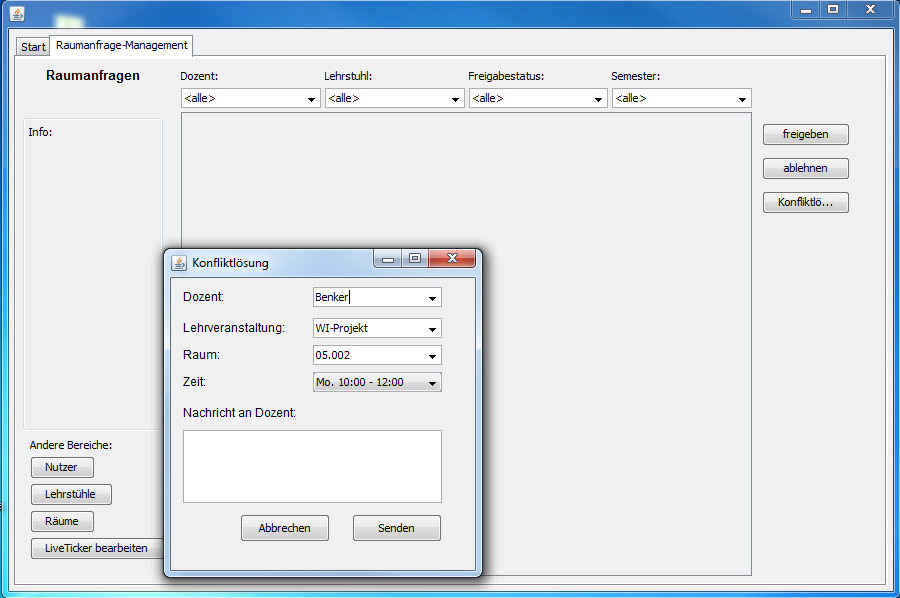 Start Raumanfrage-Management
Raumanfragen
Dozent: Lehrstuhl: Freigabestatus: Semester:
<alle> <alle> <alle> <alle>
Info:
freigeben
ablehnen
Konfliktlö...
Konfliktlösung
Dozent: Benker
Lehrveranstaltung: WI-Projekt
Raum: 05.002
Zeit: Mo. 10:00 - 12:00
Nachricht an Dozent:
Abbrechen Senden
Andere Bereiche:
Nutzer
Lehrstühle
Räume
LiveTicker bearbeiten